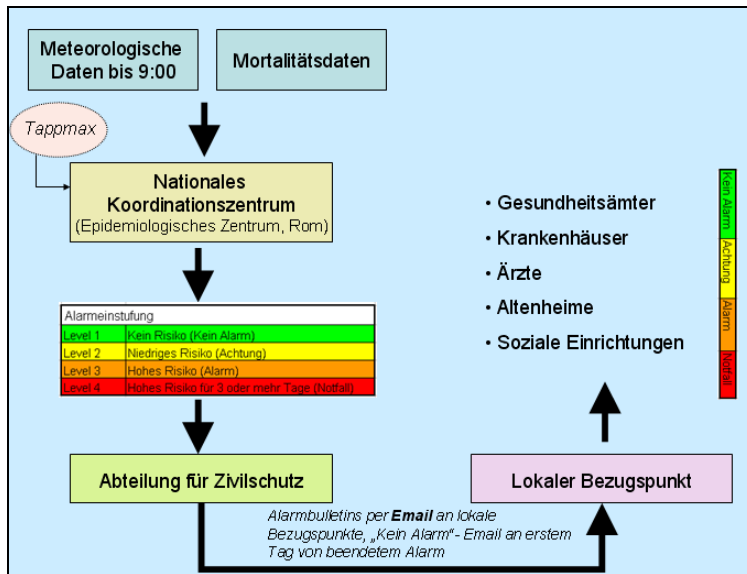 Meteorologische
Daten bis 9:00
Mortalitätsdaten
Tappmax
Nationales
Koordinationszentrum
(Epidemiologisches Zentrum, Rom)
Alarmeinstufung
Level 1 Kein Risiko (Kein Alarm)
Level 2 Niedriges Risiko (Achtung)
Level 3 Hohes Risiko (Alarm)
Level 4 Hohes Risiko für 3 oder mehr Tage (Notfall)
Abteilung für Zivilschutz
Alarmbulletins per Email an lokale
Bezugspunkte, „Kein Alarm“- Email an erstem
Tag von beendetem Alarm
Lokaler Bezugspunkt
• Gesundheitsämter
• Krankenhäuser
• Ärzte
• Altenheime
• Soziale Einrichtungen
Kein Alarm
Achtung
Alarm
Notfall